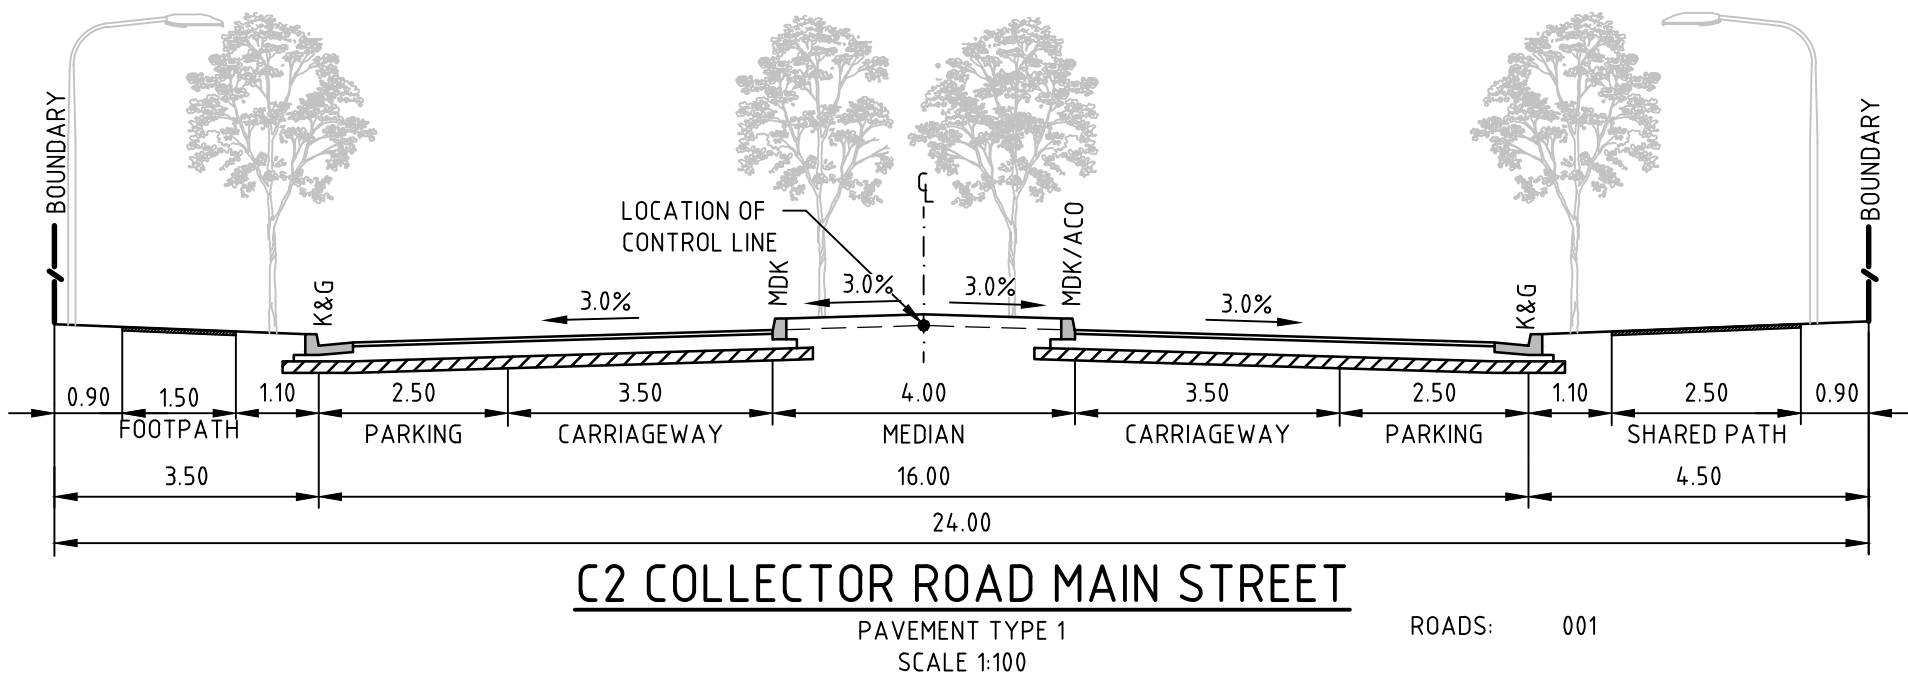 BOUNDARY
BOUNDARY
LOCATION OF
CONTROL LINE
℄
K&G
MDK
MDK/ACO
K&G
3.0%
3.0%
3.0%
3.0%
0.90
1.50
1.10
2.50
3.50
4.00
3.50
2.50
1.10
2.50
0.90
FOOTPATH
PARKING
CARRIAGEWAY
MEDIAN
CARRIAGEWAY
PARKING
SHARED PATH
3.50
16.00
4.50
24.00
C2 COLLECTOR ROAD MAIN STREET
PAVEMENT TYPE 1
SCALE 1:100
ROADS: 001